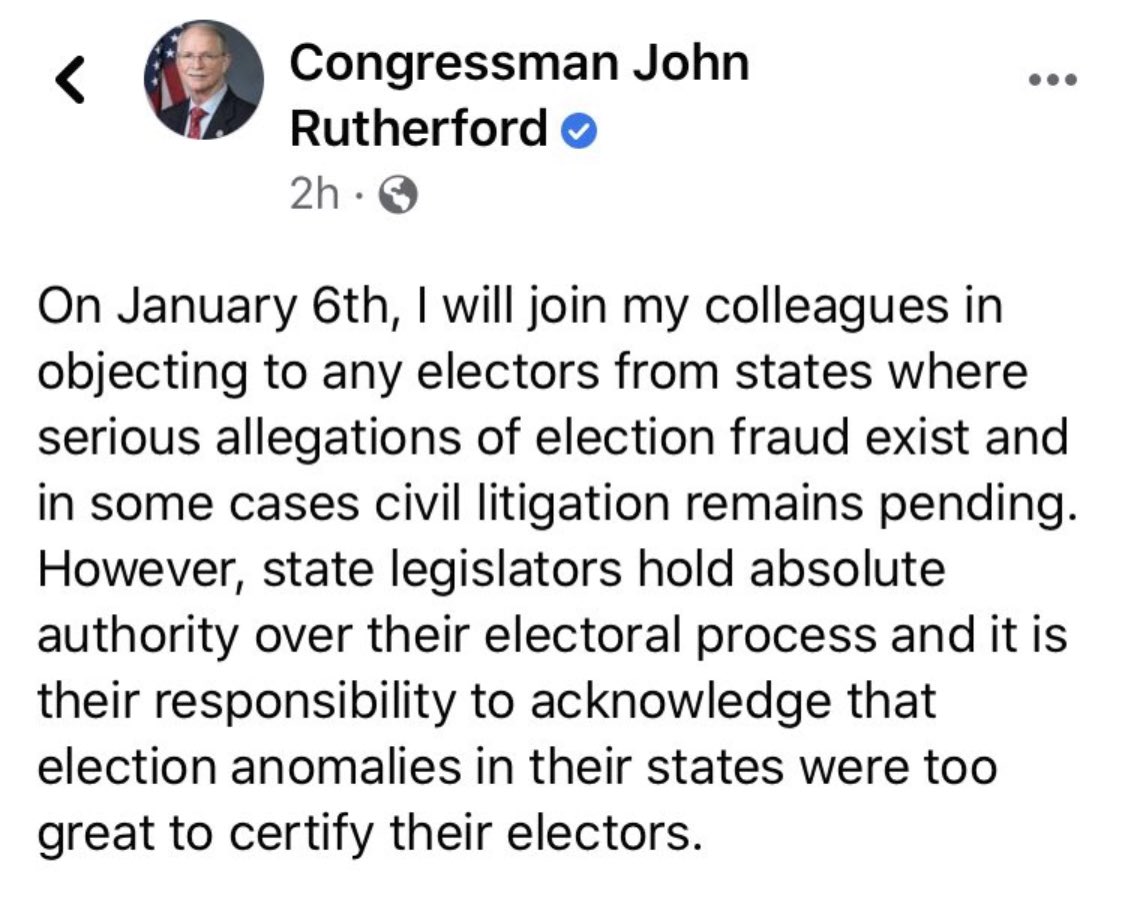 Congressman John
Rutherford
2h ·
On January 6th, I will join my colleagues in
objecting to any electors from states where
serious allegations of election fraud exist and
in some cases civil litigation remains pending.
However, state legislators hold absolute
authority over their electoral process and it is
their responsibility to acknowledge that
election anomalies in their states were too
great to certify their electors.